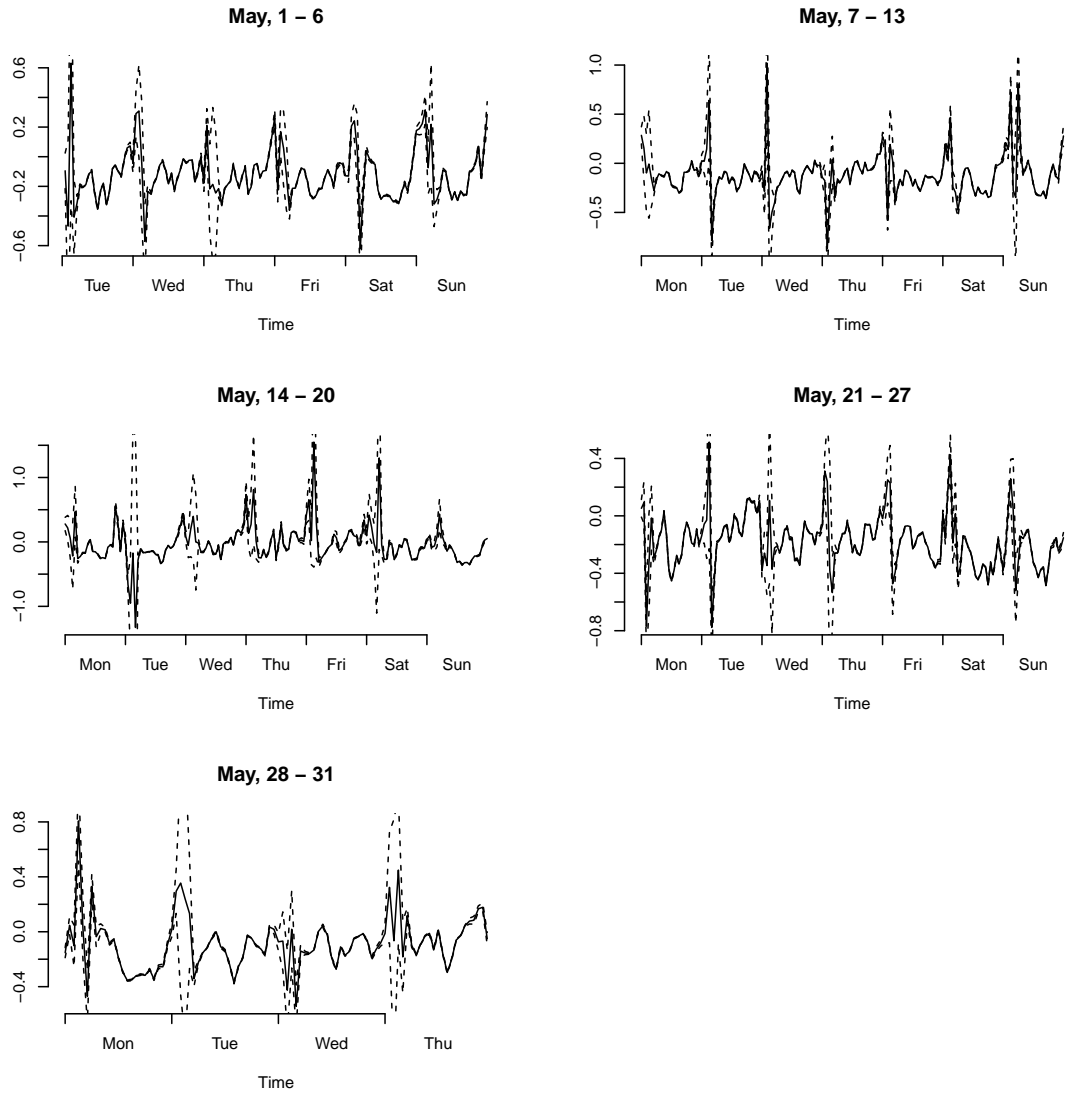 May, 1 – 6
0.6
0.2
−0.2
−0.6
Tue Wed Thu Fri Sat Sun
Time
May, 7 – 13
1.0
0.5
0.0
−0.5
Mon Tue Wed Thu Fri Sat Sun
Time
May, 14 – 20
1.0
0.0
−1.0
Mon Tue Wed Thu Fri Sat Sun
Time
May, 21 – 27
0.4
0.0
−0.4
−0.8
Mon Tue Wed Thu Fri Sat Sun
Time
May, 28 – 31
0.8
0.4
0.0
−0.4
Mon Tue Wed Thu
Time